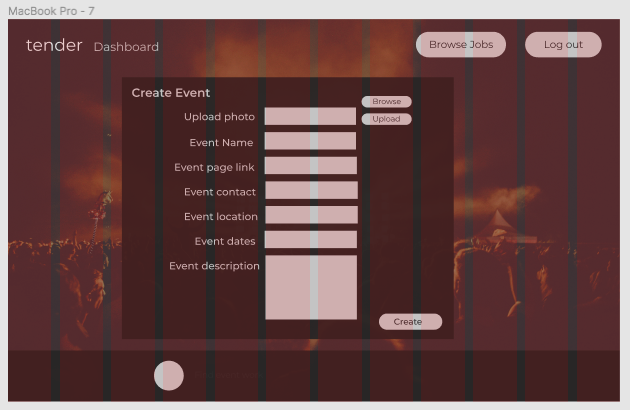 MacBook Pro - 7
tender Dashboard Browse Jobs Log out
Create Event
Browse
Upload photo
Upload
Event Name
Event page link
Event contact
Event location
Event dates
Event description
Create